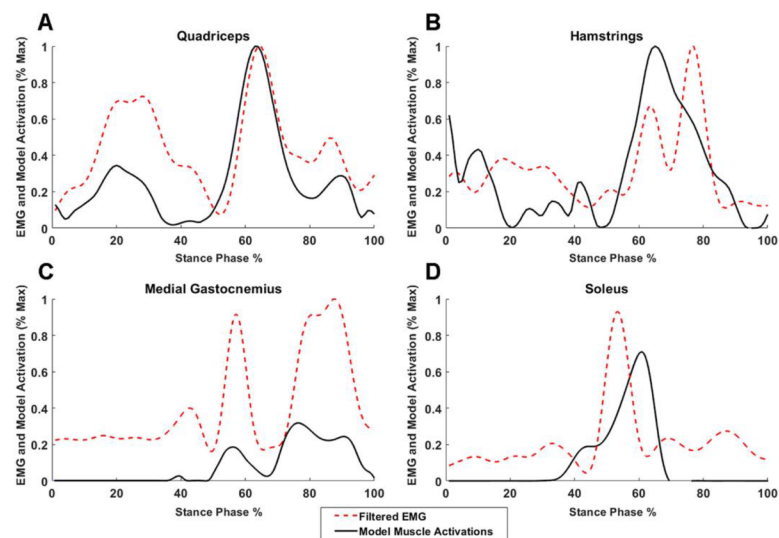 A
Quadriceps
EMG and Model Activation (% Max)
1
0.8
0.6
0.4
0.2
0
0 20 40 60 80 100
Stance Phase %
B
Hamstrings
EMG and Model Activation (% Max)
1
0.8
0.6
0.4
0.2
0
0 20 40 60 80 100
Stance Phase %
C
Medial Gastocnemius
EMG and Model Activation (% Max)
1
0.8
0.6
0.4
0.2
0
0 20 40 60 80 100
Stance Phase %
D
Soleus
EMG and Model Activation (% Max)
1
0.8
0.6
0.4
0.2
0
0 20 40 60 80 100
Stance Phase %
Filtered EMG
Model Muscle Activations